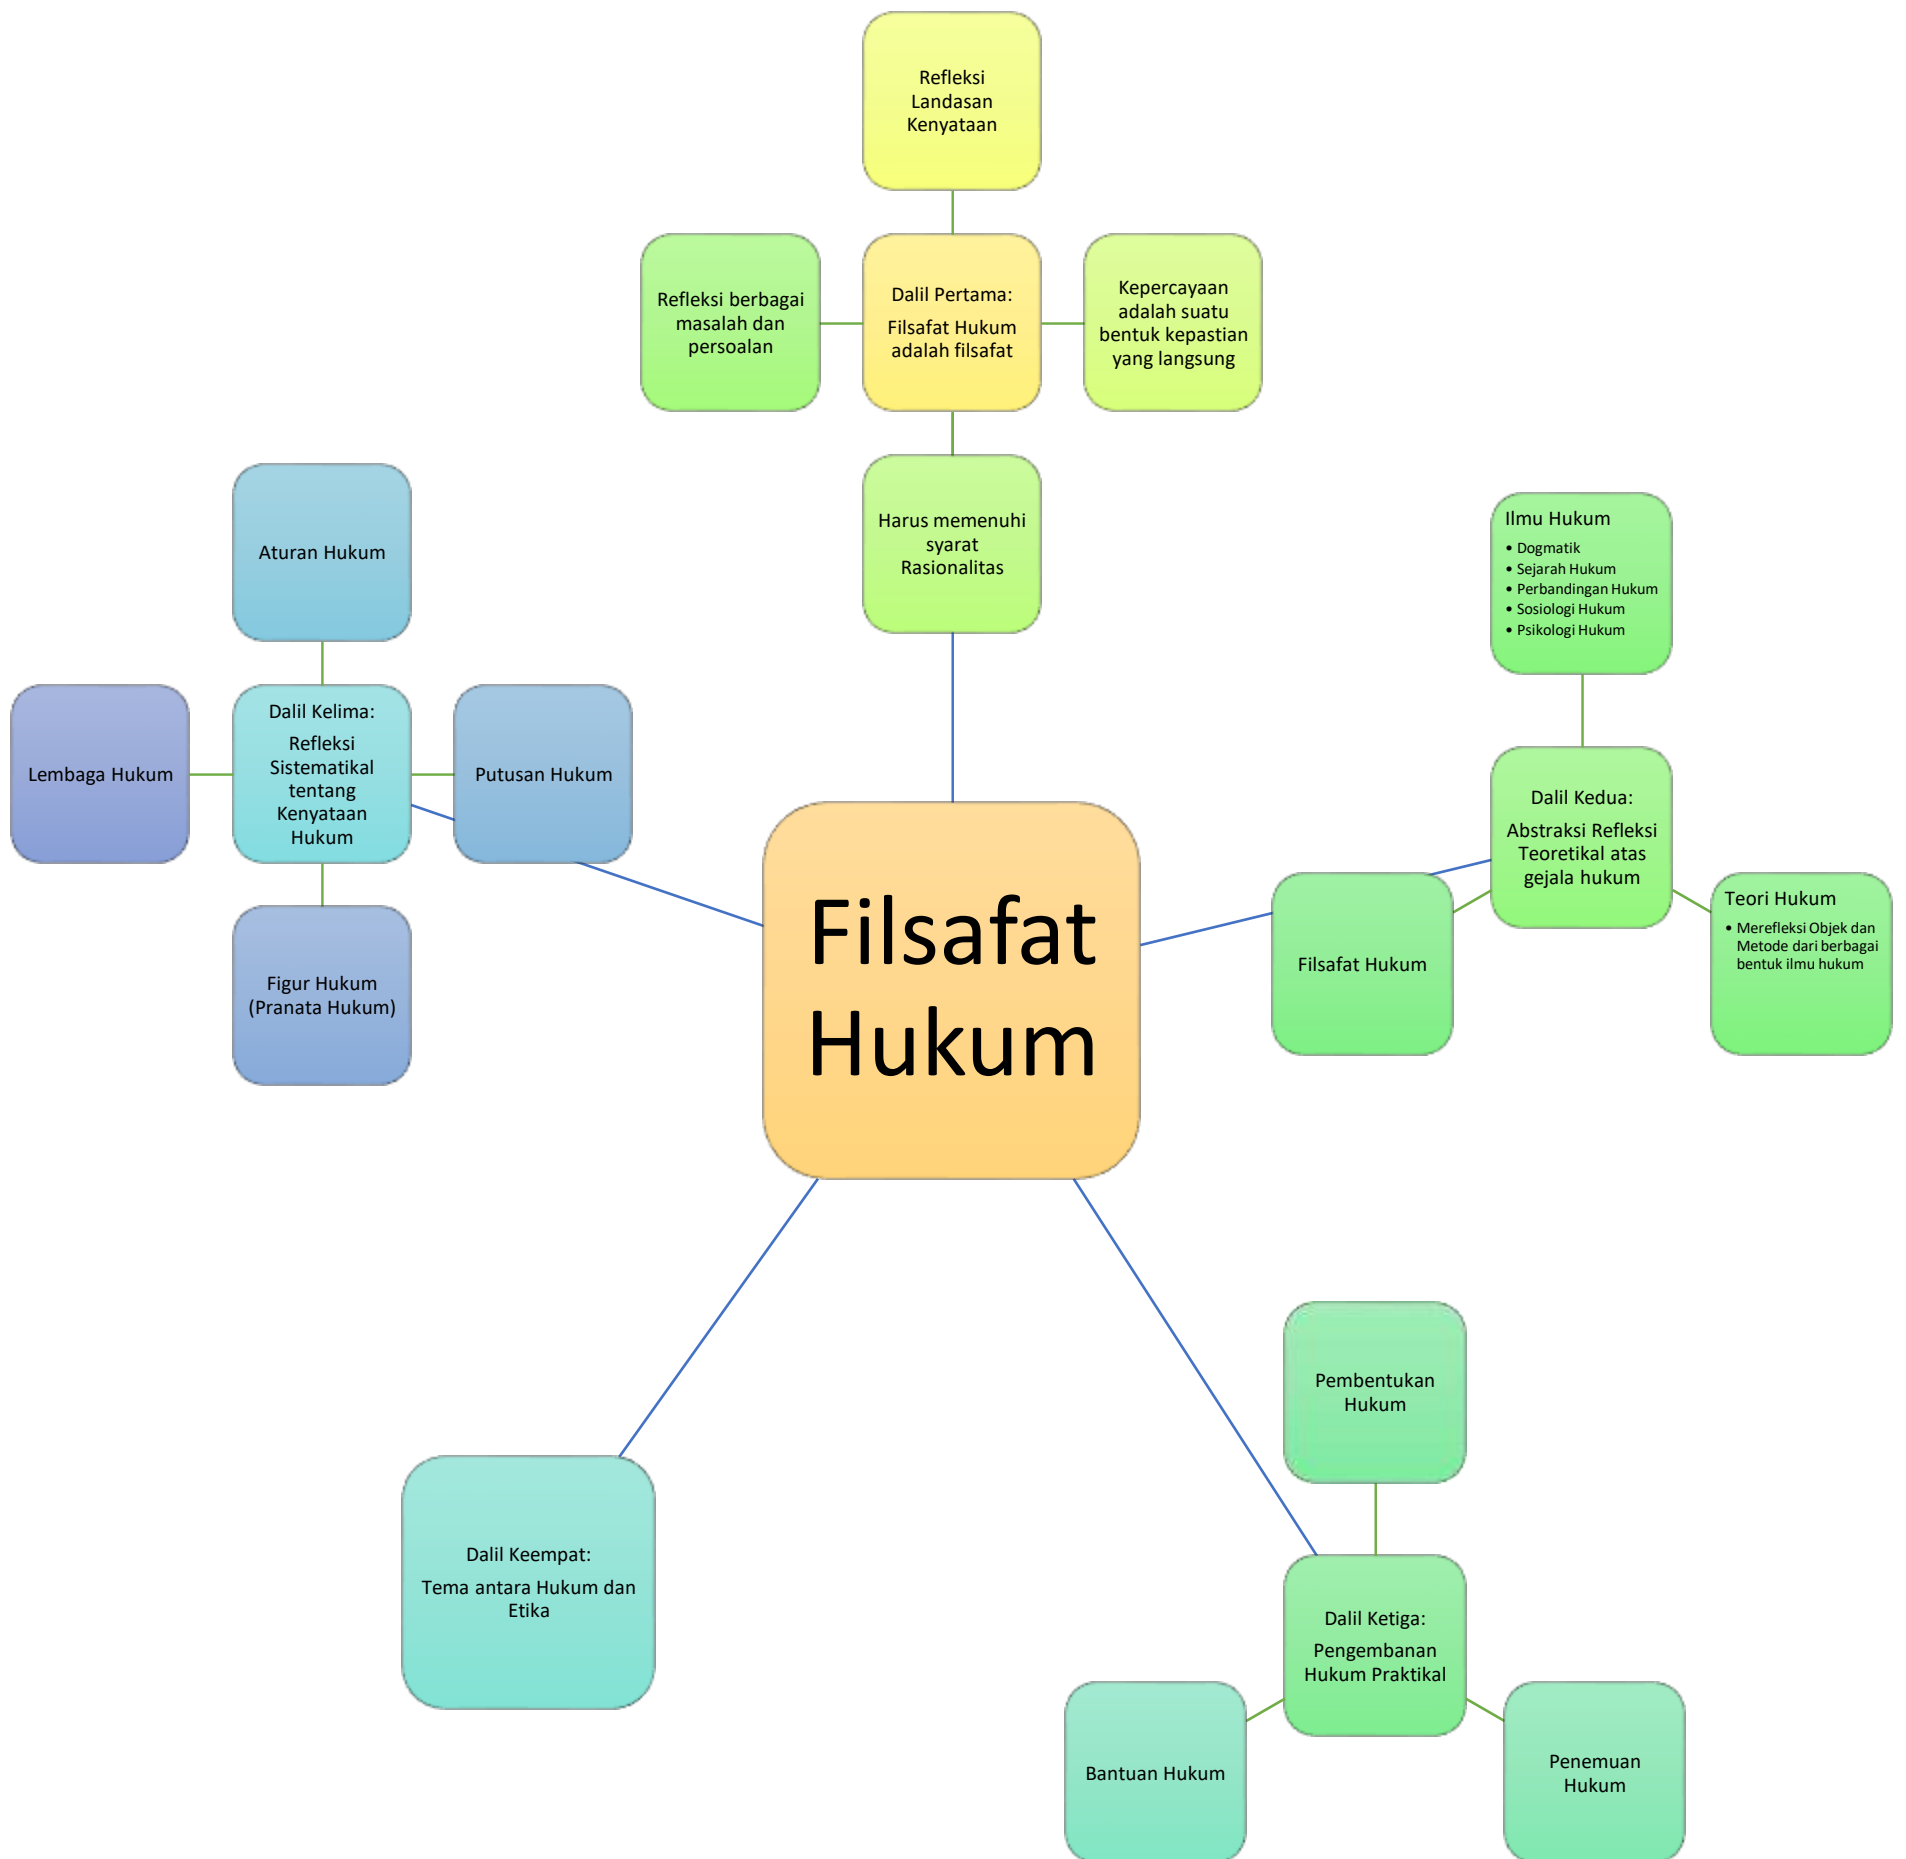 Refleksi
Landasan
Kenyataan
Refleksi berbagai
masalah dan
persoalan
Dalil Pertama:
Filsafat Hukum
adalah filsafat
Kepercayaan
adalah suatu
bentuk kepastian
yang langsung
Harus memenuhi
syarat
Rasionalitas
Aturan Hukum
Lembaga Hukum
Dalil Kelima:
Refleksi
Sistematikal
tentang
Kenyataan
Hukum
Putusan Hukum
Figur Hukum
(Pranata Hukum)
Filsafat
Hukum
Ilmu Hukum
• Dogmatik
• Sejarah Hukum
• Perbandingan Hukum
• Sosiologi Hukum
• Psikologi Hukum
Dalil Kedua:
Abstraksi Refleksi
Teoretikal atas
gejala hukum
Filsafat Hukum
Teori Hukum
• Merefleksi Objek dan
Metode dari berbagai
bentuk ilmu hukum
Pembentukan
Hukum
Dalil Ketiga:
Pengembanan
Hukum Praktikal
Bantuan Hukum
Penemuan
Hukum
Dalil Keempat:
Tema antara Hukum dan
Etika